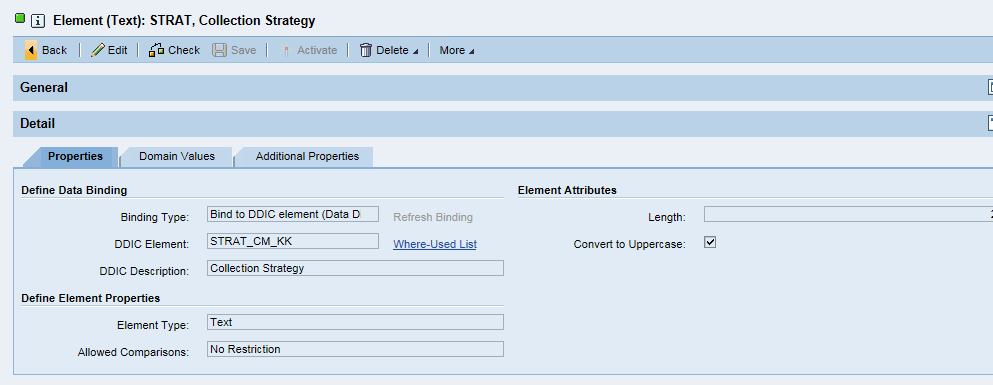 Element (Text): STRAT, Collection Strategy
Back Edit Check Save Activate Delete More
General
Detail
Properties Domain Values Additional Properties
Define Data Binding Element Attributes
Binding Type: Bind to DDIC element (Data Refresh Binding Length:
DDIC Element: STRAT_CM_KK Where-Used List Convert to Uppercase:
DDIC Description: Collection Strategy
Define Element Properties
Element Type: Text
Allowed Comparisons: No Restriction